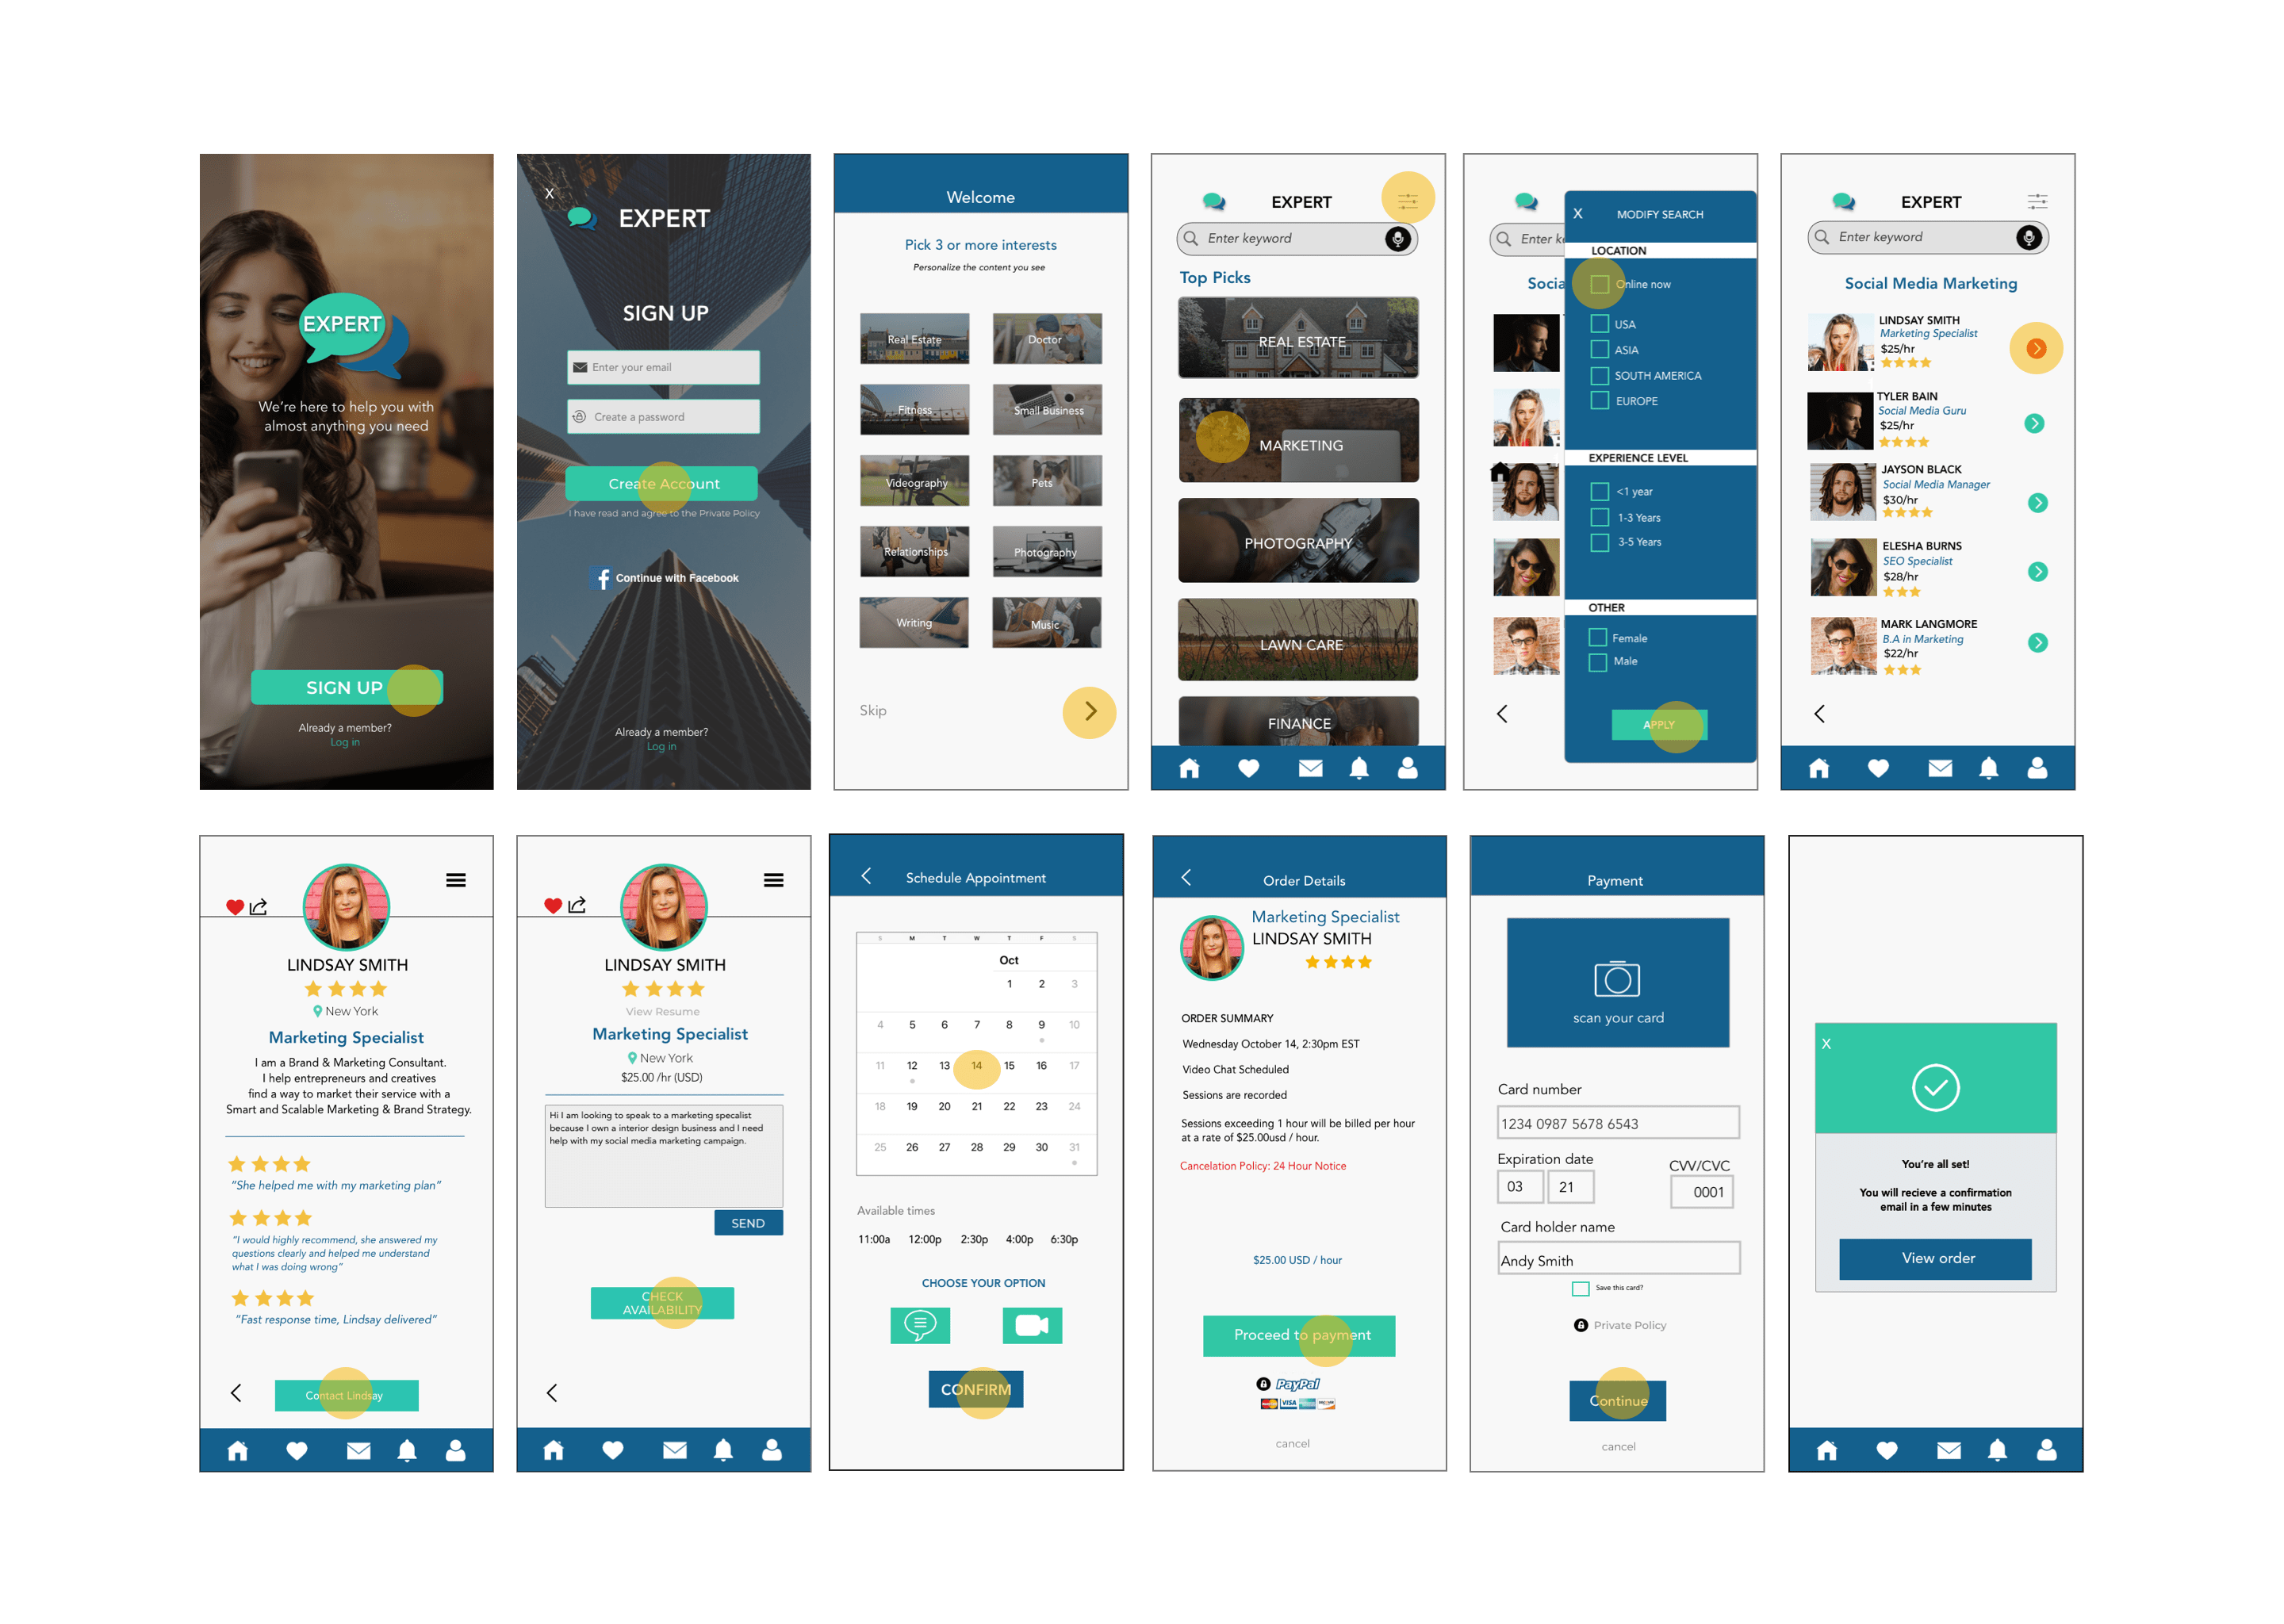 EXPERT
We're here to help you with
almost anything you need
SIGN UP
Already a member?
Log in
X
EXPERT
SIGN UP
Enter your email
Create a password
Create Account
I have read and agree to the Private Policy
f Continue with Facebook
Already a member?
Log in
Welcome
Pick 3 or more interests
Personalize the content you see
Real Estate
Doctor
Fitness
Small Business
Videography
Pets
Relationships
Photography
Writing
Music
Skip
EXPERT
Enter keyword
Top Picks
REAL ESTATE
MARKETING
PHOTOGRAPHY
LAWN CARE
FINANCE
Enter ke
Socia
X MODIFY SEARCH
LOCATION
Online now
USA
ASIA
SOUTH AMERICA
EUROPE
EXPERIENCE LEVEL
<1 year
1-3 Years
3-5 Years
OTHER
Female
Male
APPLY
EXPERT
Enter keyword
Social Media Marketing
LINDSAY SMITH
Marketing Specialist
$25/hr
TYLER BAIN
Social Media Guru
$25/hr
JAYSON BLACK
Social Media Manager
$30/hr
ELESHA BURNS
SEO Specialist
$28/hr
MARK LANGMORE
B.A in Marketing
$22/hr
LINDSAY SMITH
New York
Marketing Specialist
I am a Brand & Marketing Consultant.
I help entrepreneurs and creatives
find a way to market their service with a
Smart and Scalable Marketing & Brand Strategy.
"She helped me with my marketing plan"
"I would highly recommend, she answered my
questions clearly and helped me understand
what I was doing wrong"
"Fast response time, Lindsay delivered"
Contact Lindsay
LINDSAY SMITH
View Resume
Marketing Specialist
New York
$25.00 /hr (USD)
Hi I am looking to speak to a marketing specalist
because I own a interior design business and I need
help with my social media marketing campaign.
SEND
CHECK
AVAILABILITY
Schedule Appointment
S M T W T F S
Oct
1 2 3
4 5 6 7 8 9 10
11 12 13 14 15 16 17
18 19 20 21 22 23 24
25 26 27 28 29 30 31
Available times
11:00a 12:00p 2:30p 4:00p 6:30p
CHOOSE YOUR OPTION
CONFIRM
Order Details
Marketing Specialist
LINDSAY SMITH
ORDER SUMMARY
Wednesday October 14, 2:30pm EST
Video Chat Scheduled
Sessions are recorded
Sessions exceeding 1 hour will be billed per hour
at a rate of $25.00usd / hour.
Cancelation Policy: 24 Hour Notice
$25.00 USD / hour
Proceed to payment
PayPal
VISA
cancel
Payment
scan your card
Card number
1234 0987 5678 6543
Expiration date
CVV/CVC
03 21
0001
Card holder name
Andy Smith
Save this card?
Private Policy
Continue
cancel
X
You're all set!
You will recieve a confirmation
email in a few minutes
View order